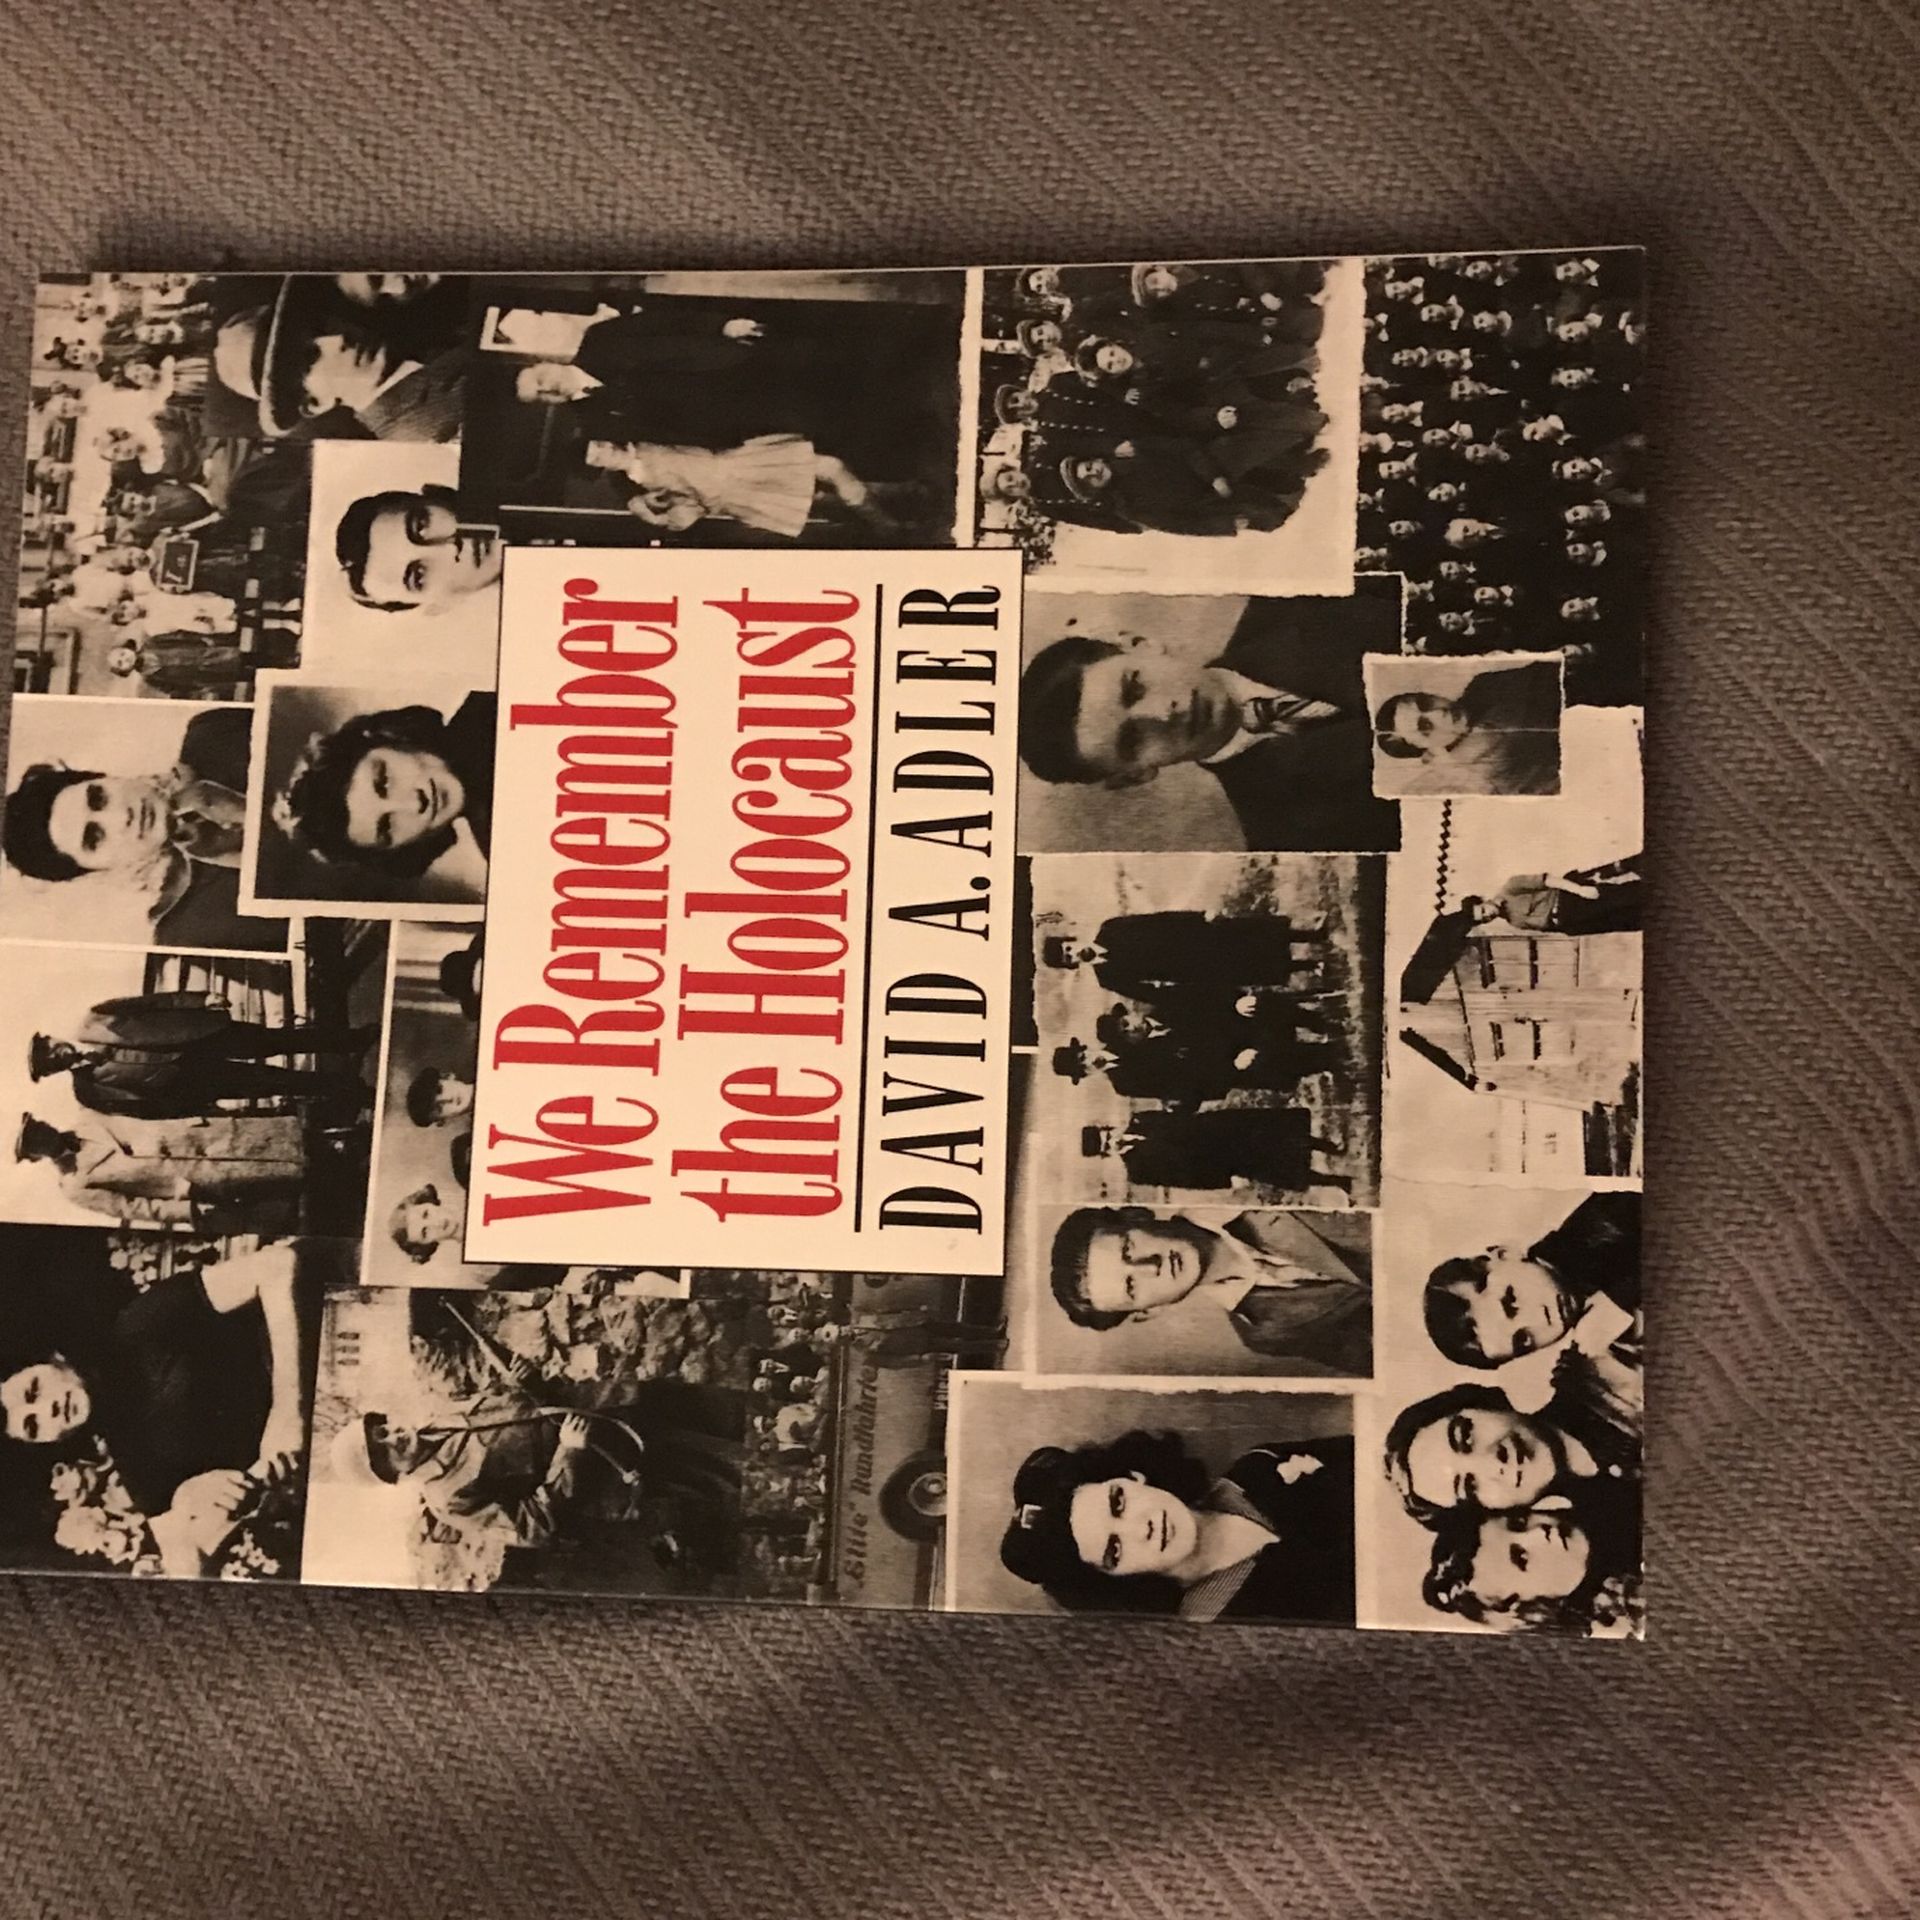 We Remember
the Holocaust
DAVID A. ADLER